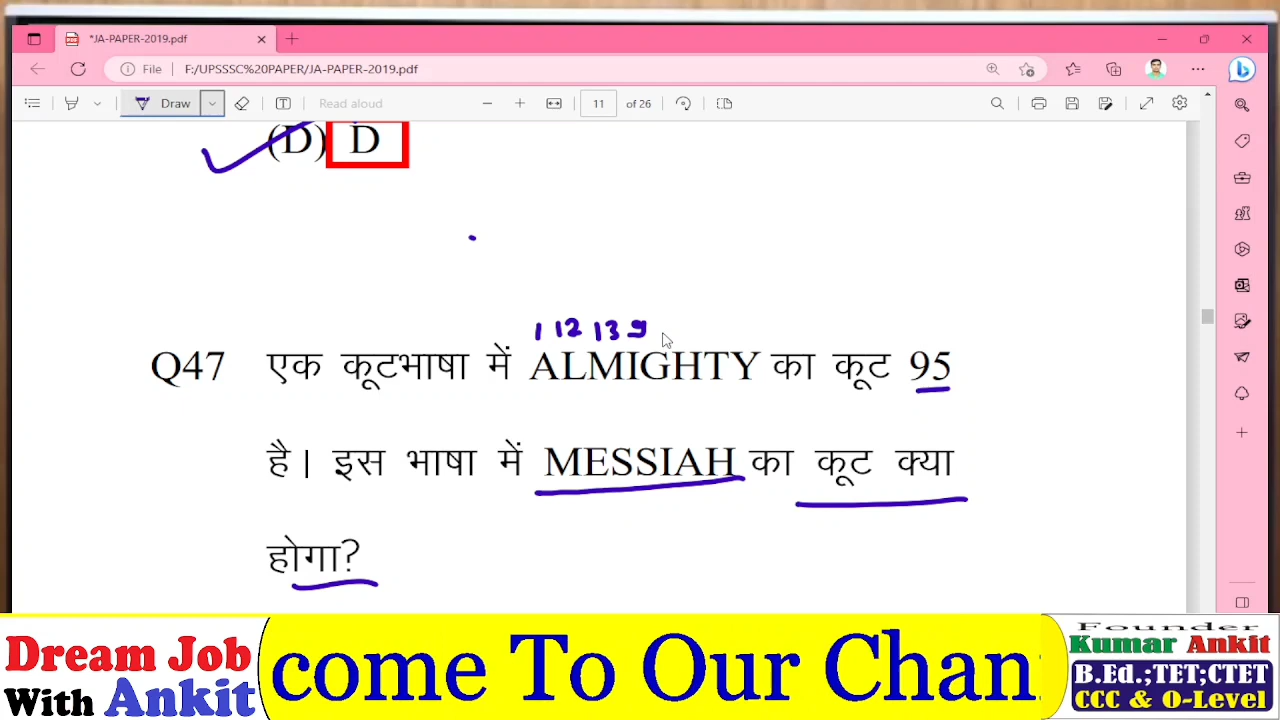 *JA-PAPER-2019.pdf
File F:/UPSSSC%20PAPER/JA-PAPER-2019.pdf
Draw Read aloud 11 of 26
(D) D
1 12 13 9
Q47 एक कूटभाषा में ALMIGHTY का कूट 95
है। इस भाषा में MESSIAH का कूट क्या
होगा?
Dream Job
With Ankit
come To Our Chan
Founder
Kumar Ankit
B.Ed.;TET;CTET
CCC & O-Level